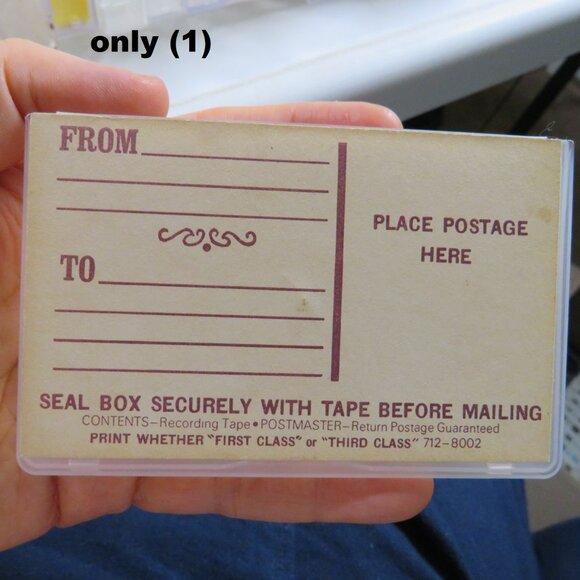 only (1)
FROM
PLACE POSTAGE
HERE
TO
SEAL BOX SECURELY WITH TAPE BEFORE MAILING
CONTENTS—Recording Tape • POSTMASTER—Return Postage Guaranteed
PRINT WHETHER "FIRST CLASS" or "THIRD CLASS" 712-8002